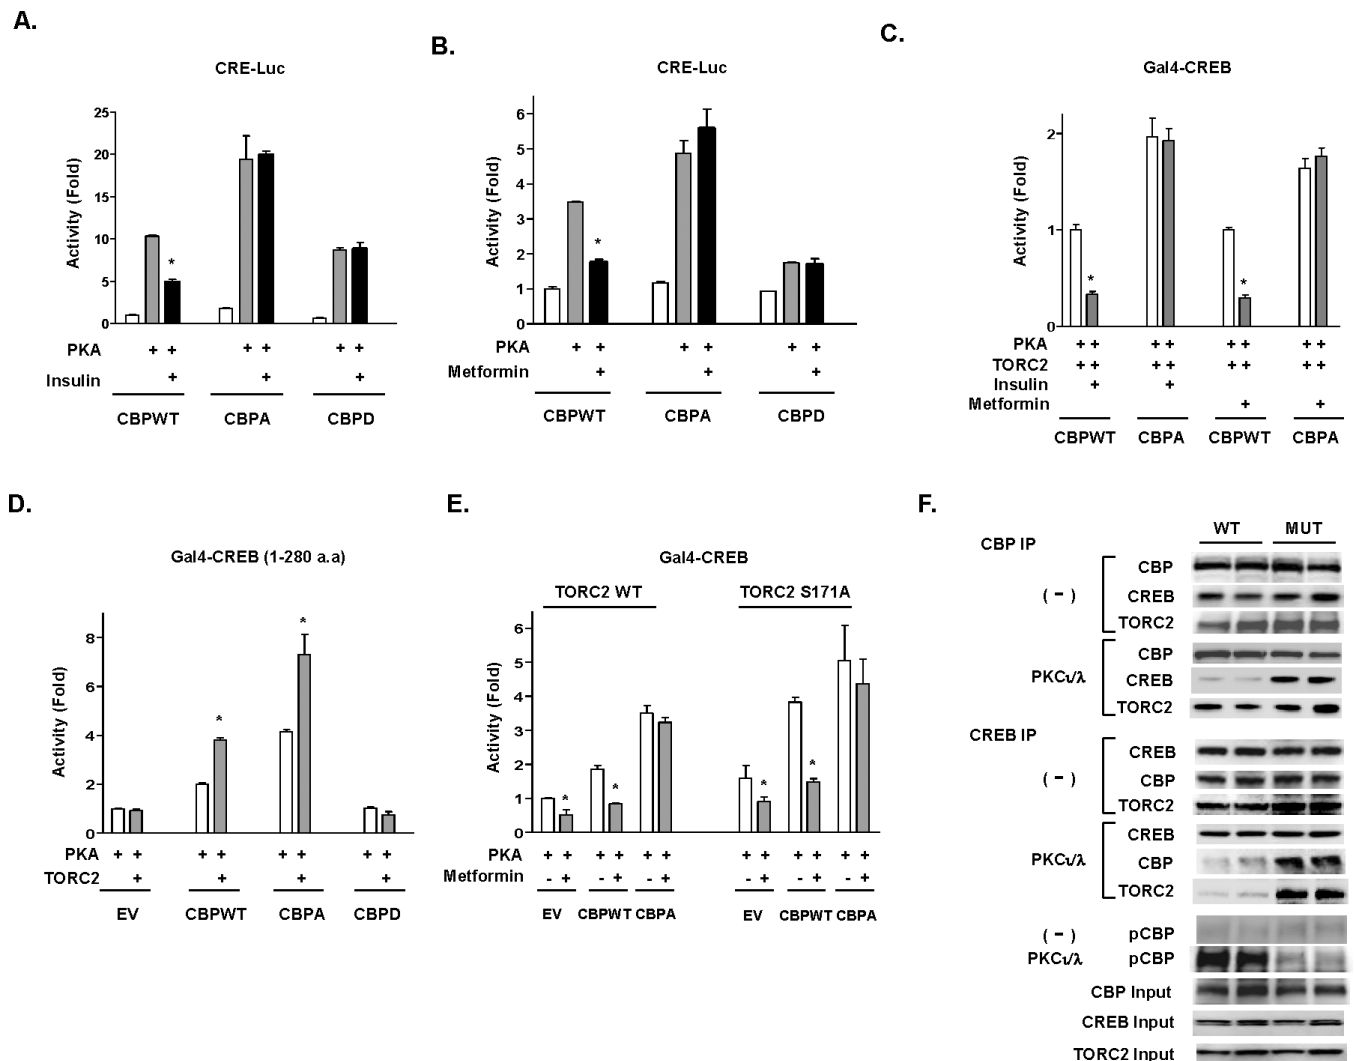 A.
CRE-Luc
Activity (Fold)
25
20
15
10
5
0
*
PKA + + + + + +
Insulin + + +
CBPWT CBPA CBPD
B.
CRE-Luc
Activity (Fold)
6
5
4
3
2
1
0
*
PKA + + + + + +
Metformin + + +
CBPWT CBPA CBPD
C.
Gal4-CREB
Activity (Fold)
2
1
0
* *
PKA ++ ++ ++ ++
TORC2 ++ ++ ++ ++
Insulin + +
Metformin + +
CBPWT CBPA CBPWT CBPA
D.
Gal4-CREB (1-280 a.a)
Activity (Fold)
8
6
4
2
0
* *
PKA + + + + + + + +
TORC2 + + + +
EV CBPWT CBPA CBPD
E.
Gal4-CREB
TORC2 WT TORC2 S171A
Activity (Fold)
6
5
4
3
2
1
0
* * * *
PKA + + + + + + + + + + + +
Metformin - + - + - + - + - + - +
EV CBPWT CBPA EV CBPWT CBPA
F.
WT MUT
CBP IP
(-)
CBP
CREB
TORC2
PKCι/λ
CBP
CREB
TORC2
CREB IP
(-)
CREB
CBP
TORC2
PKCι/λ
CREB
CBP
TORC2
(-) pCBP
PKCι/λ pCBP
CBP Input
CREB Input
TORC2 Input